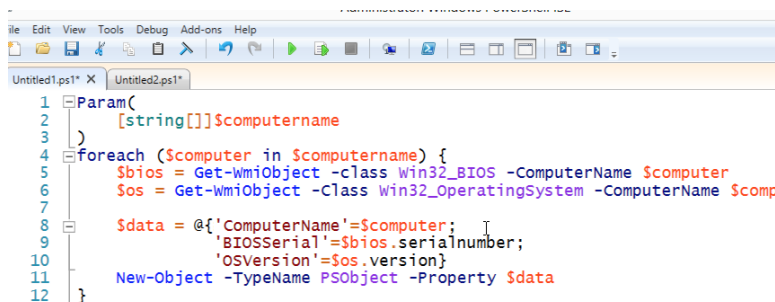 File Edit View Tools Debug Add-ons Help
Untitled1.ps1* X Untitled2.ps1*
1 Param(
2 [string[]]$computername
3 )
4 foreach ($computer in $computername) {
5 $bios = Get-WmiObject -class Win32_BIOS -ComputerName $computer
6 $os = Get-WmiObject -Class Win32_OperatingSystem -ComputerName $comp
7
8 $data = @{'ComputerName'=$computer;
9 'BIOSSerial'=$bios.serialnumber;
10 'OSVersion'=$os.version}
11 New-Object -TypeName PSObject -Property $data
12 }